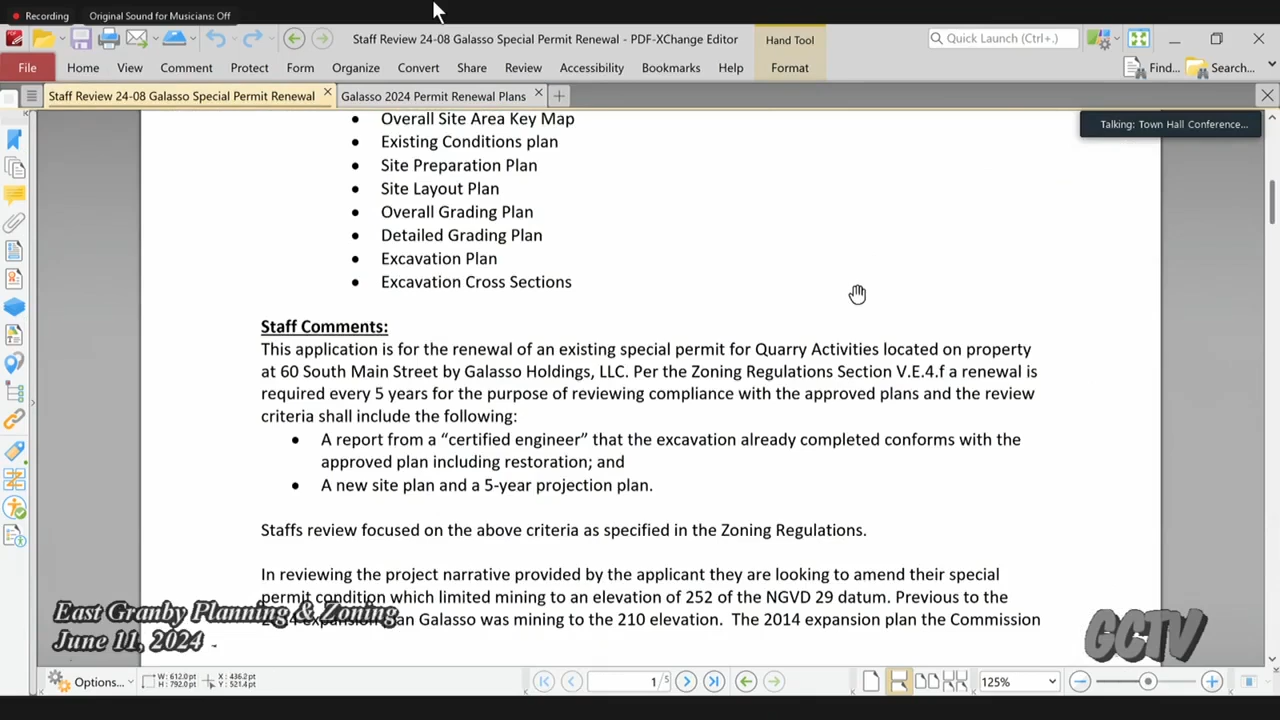 Recording
Original Sound for Musicians: Off
Staff Review 24-08 Galasso Special Permit Renewal - PDF-XChange Editor
Hand Tool
Quick Launch (Ctrl+.)
File
Home
View
Comment
Protect
Form
Organize
Convert
Share
Review
Accessibility
Bookmarks
Help
Format
Find...
Search...
Staff Review 24-08 Galasso Special Permit Renewal
Galasso 2024 Permit Renewal Plans
Talking: Town Hall Conference...
• Overall Site Area Key Map
• Existing Conditions plan
• Site Preparation Plan
• Site Layout Plan
• Overall Grading Plan
• Detailed Grading Plan
• Excavation Plan
• Excavation Cross Sections
Staff Comments:
This application is for the renewal of an existing special permit for Quarry Activities located on property
at 60 South Main Street by Galasso Holdings, LLC. Per the Zoning Regulations Section V.E.4.f a renewal is
required every 5 years for the purpose of reviewing compliance with the approved plans and the review
criteria shall include the following:
• A report from a “certified engineer” that the excavation already completed conforms with the
approved plan including restoration; and
• A new site plan and a 5-year projection plan.
Staffs review focused on the above criteria as specified in the Zoning Regulations.
In reviewing the project narrative provided by the applicant they are looking to amend their special
permit condition which limited mining to an elevation of 252 of the NGVD 29 datum. Previous to the
2014 expansion plan Galasso was mining to the 210 elevation. The 2014 expansion plan the Commission
East Granby Planning & Zoning
June 11, 2024
GCTV
Options...
W: 612.0pt
H: 792.0pt
X: 436.2pt
Y: 521.4pt
1/5
125%